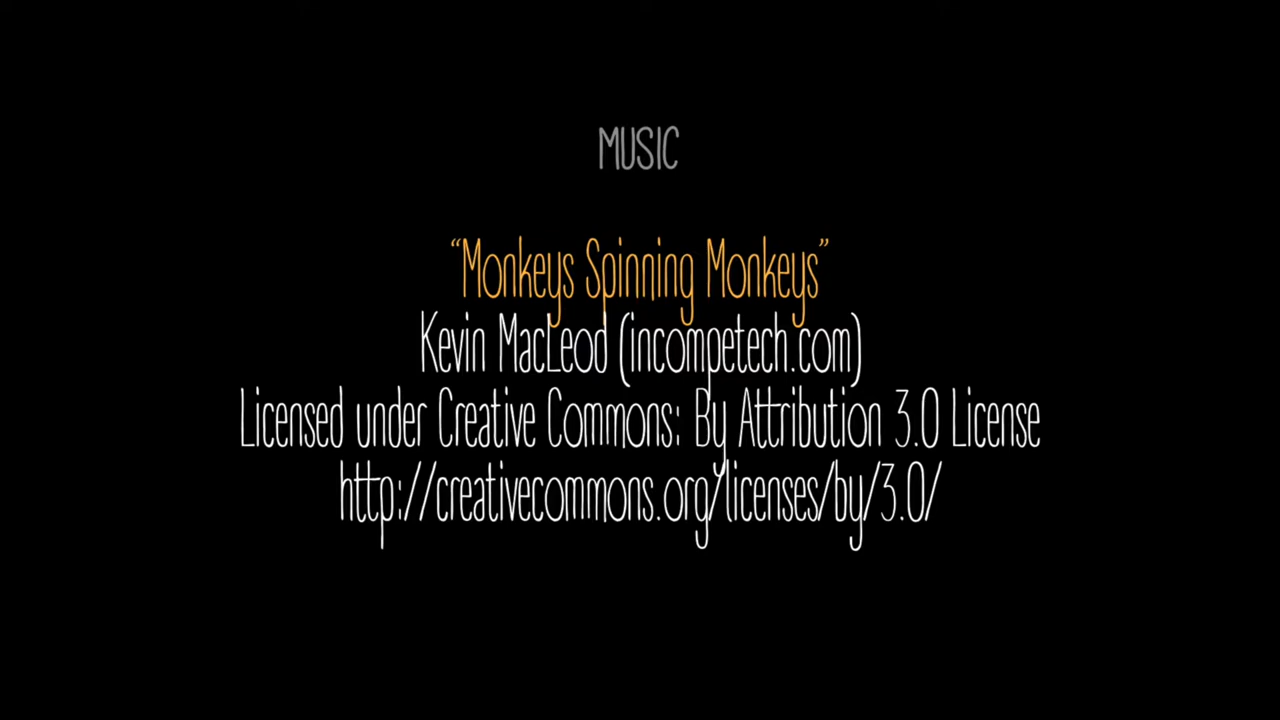 MUSIC
“Monkeys Spinning Monkeys”
Kevin MacLeod (incompetech.com)
Licensed under Creative Commons: By Attribution 3.0 License
http://creativecommons.org/licenses/by/3.0/